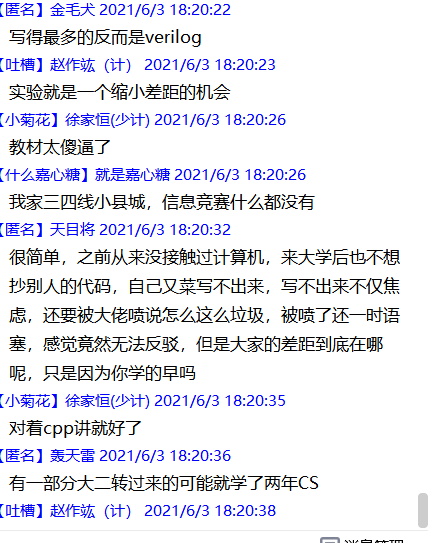 【匿名】金毛犬 2021/6/3 18:20:22
写得最多的反而是verilog
【吐槽】赵作竑（计） 2021/6/3 18:20:23
实验就是一个缩小差距的机会
【小菊花】徐家恒(少计) 2021/6/3 18:20:26
教材太傻逼了
【什么嘉心糖】就是嘉心糖 2021/6/3 18:20:26
我家三四线小县城，信息竞赛什么都没有
【匿名】天目将 2021/6/3 18:20:32
很简单，之前从来没接触过计算机，来大学后也不想
抄别人的代码，自己又菜写不出来，写不出来不仅焦
虑，还要被大佬喷说怎么这么垃圾，被喷了还一时语
塞，感觉竟然无法反驳，但是大家的差距到底在哪
呢，只是因为你学的早吗
【小菊花】徐家恒(少计) 2021/6/3 18:20:35
对着cpp讲就好了
【匿名】轰天雷 2021/6/3 18:20:36
有一部分大二转过来的可能就学了两年CS
【吐槽】赵作竑（计） 2021/6/3 18:20:38